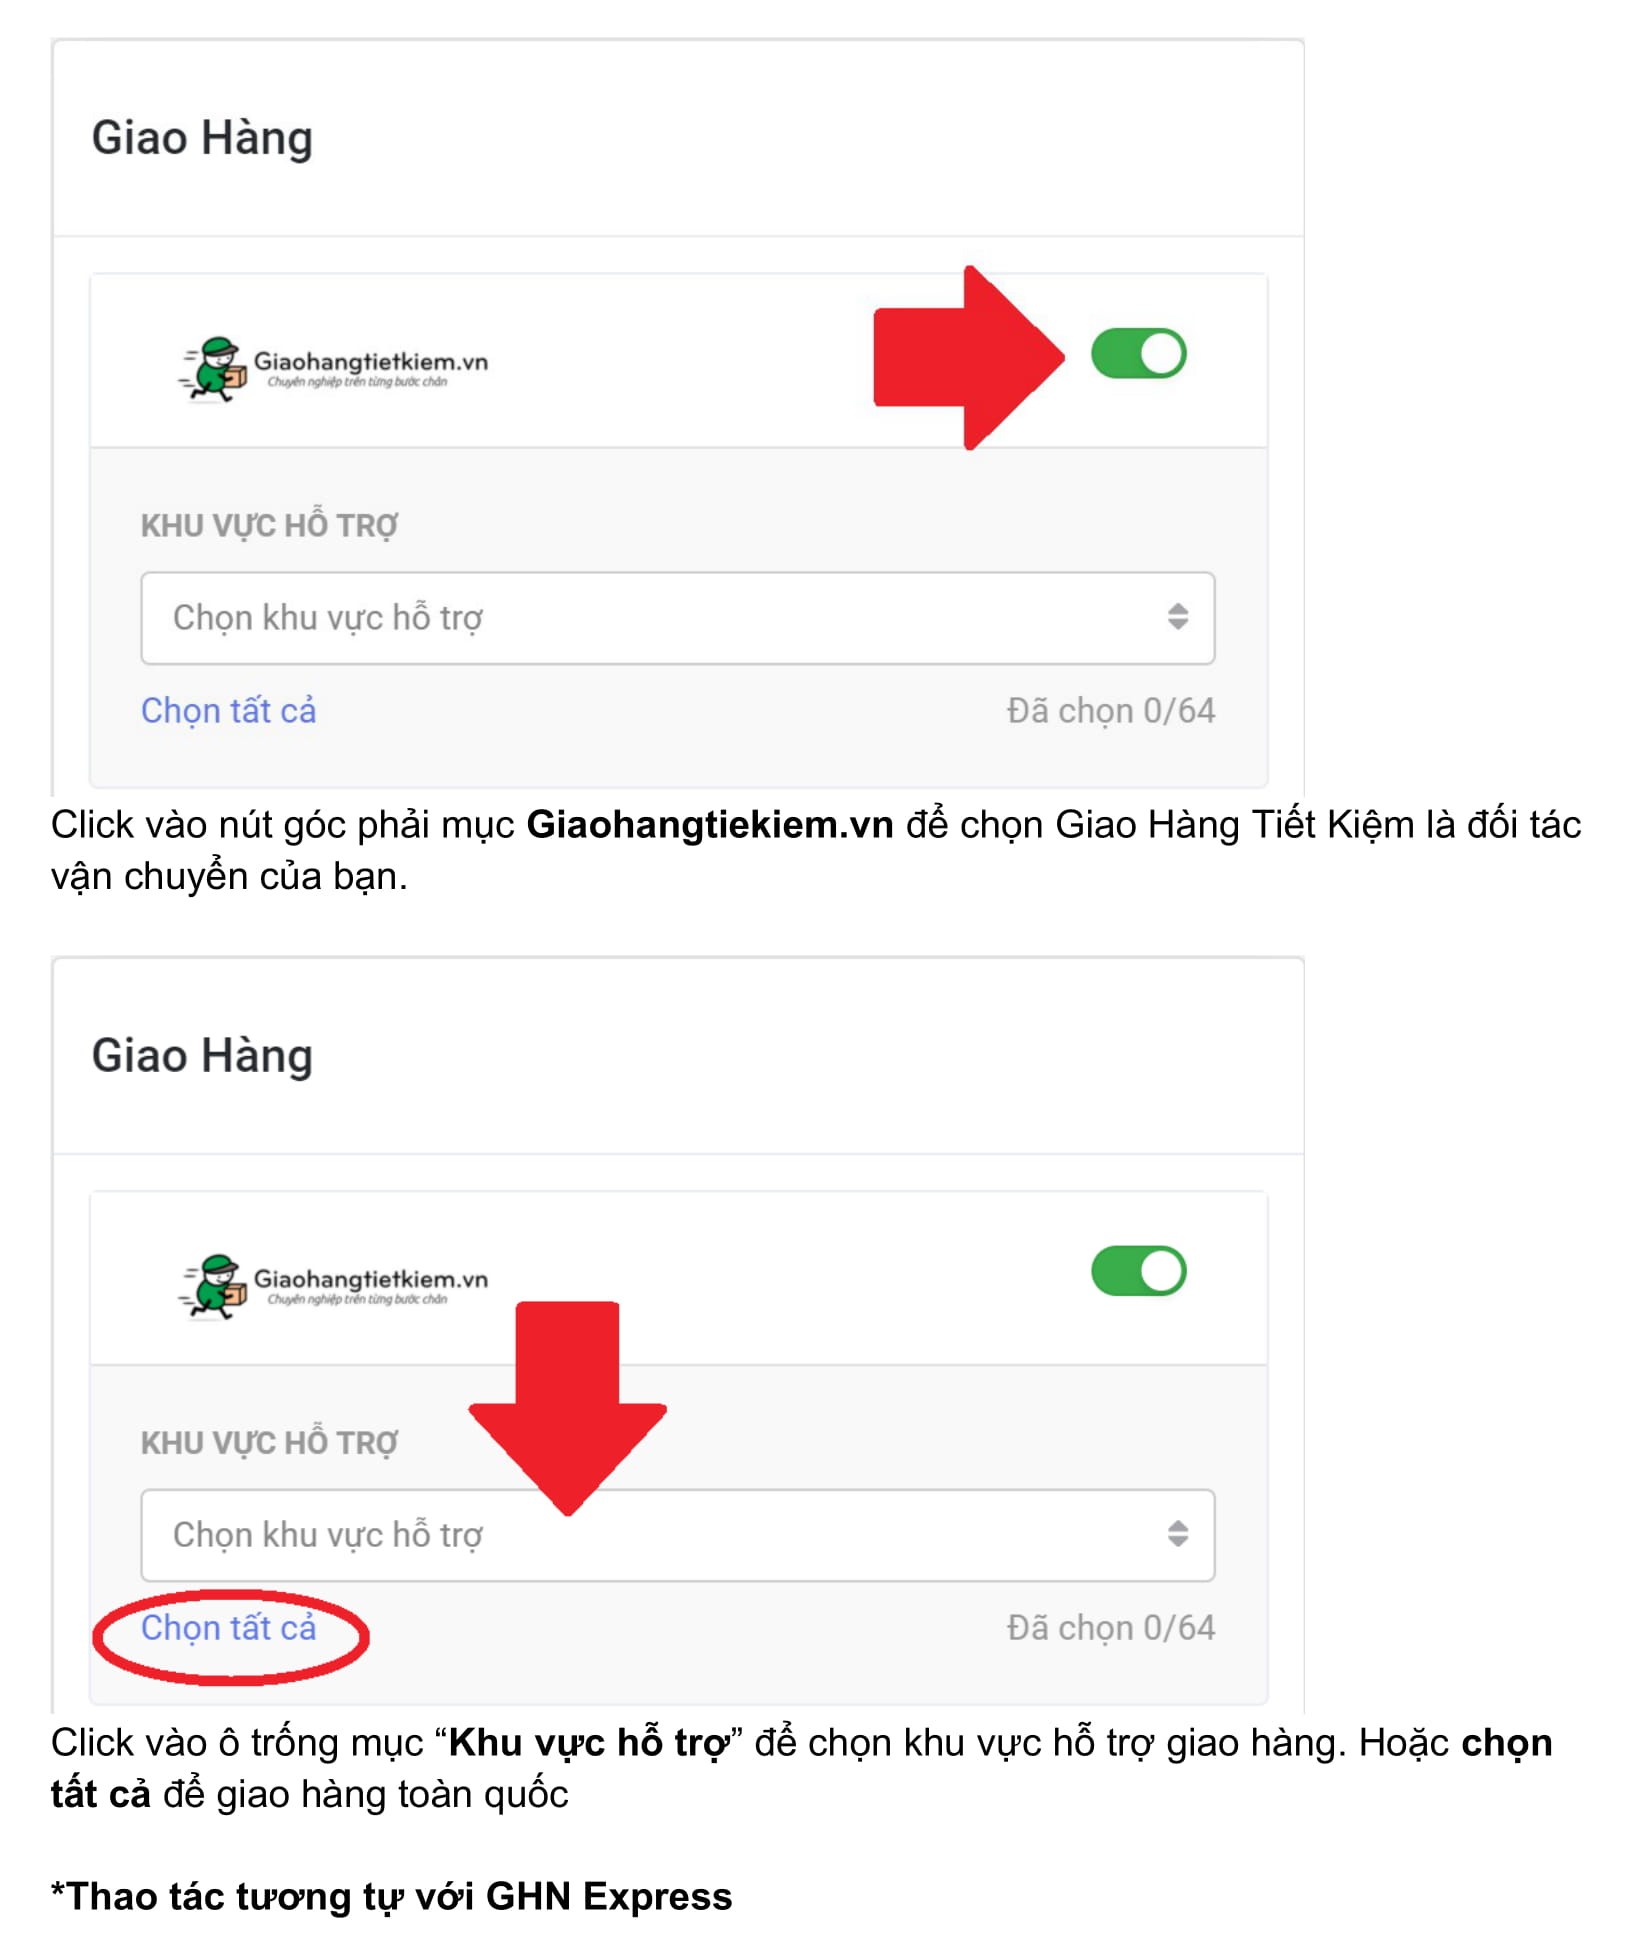 Giao Hàng
Giaohangtietkiem.vn
Chuyên nghiệp trên từng bước chân
KHU VỰC HỖ TRỢ
Chọn khu vực hỗ trợ
Chọn tất cả Đã chọn 0/64
Click vào nút góc phải mục Giaohangtiekiem.vn để chọn Giao Hàng Tiết Kiệm là đối tác
vận chuyển của bạn.
Giao Hàng
Giaohangtietkiem.vn
Chuyên nghiệp trên từng bước chân
KHU VỰC HỖ TRỢ
Chọn khu vực hỗ trợ
Chọn tất cả Đã chọn 0/64
Click vào ô trống mục “Khu vực hỗ trợ” để chọn khu vực hỗ trợ giao hàng. Hoặc chọn
tất cả để giao hàng toàn quốc
*Thao tác tương tự với GHN Express